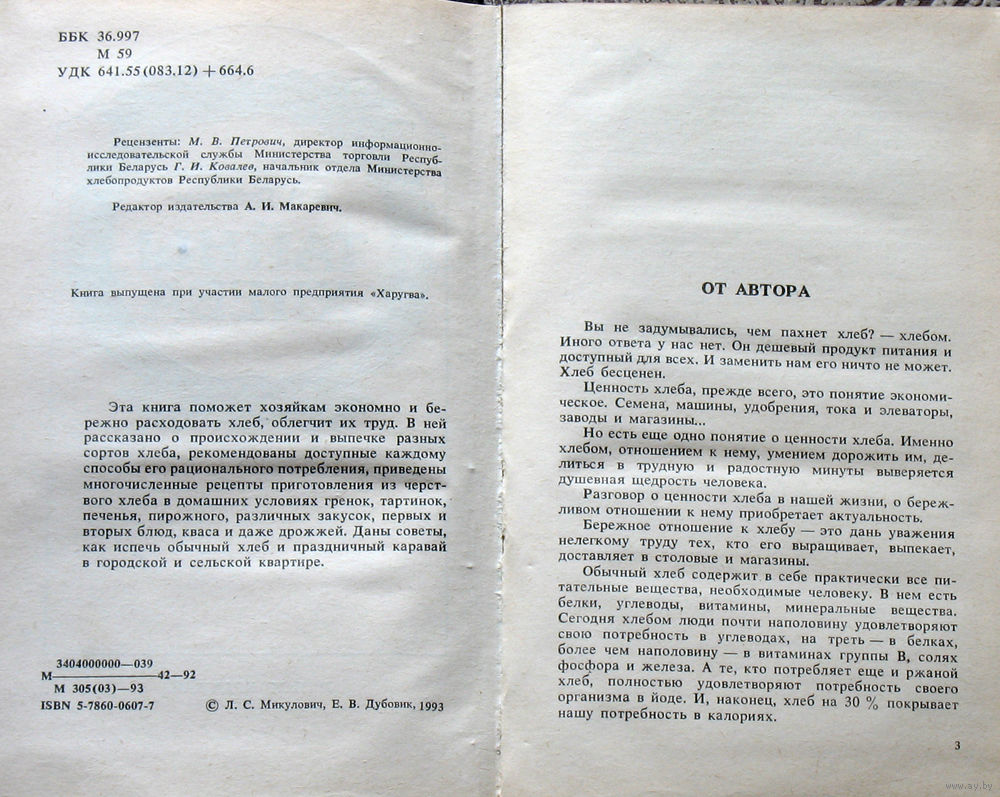 ББК 36.997
М 59
УДК 641.55(083.12) + 664.6
Рецензенты: М. В. Петрович, директор информационно-
исследовательской службы Министерства торговли Респуб-
лики Беларусь Г. И. Ковалев, начальник отдела Министерства
хлебопродуктов Республики Беларусь.
Редактор издательства А. И. Макаревич.
Книга выпущена при участии малого предприятия «Харугва».
Эта книга поможет хозяйкам экономно и бе-
режно расходовать хлеб, облегчит их труд. В ней
рассказано о происхождении и выпечке разных
сортов хлеба, рекомендованы доступные каждому
способы его рационального потребления, приведены
многочисленные рецепты приготовления из черст-
вого хлеба в домашних условиях гренок, тартинок,
печенья, пирожного, различных закусок, первых и
вторых блюд, кваса и даже дрожжей. Даны советы,
как испечь обычный хлеб и праздничный каравай
в городской и сельской квартире.
3404000000—039
М————————42—92
М 305(03)—93
ISBN 5-7860-0607-7
© Л. С. Микулович, Е. В. Дубовик, 1993
ОТ АВТОРА
Вы не задумывались, чем пахнет хлеб? — хлебом.
Иного ответа у нас нет. Он дешевый продукт питания и
доступный для всех. И заменить нам его ничто не может.
Хлеб бесценен.
Ценность хлеба, прежде всего, это понятие экономи-
ческое. Семена, машины, удобрения, тока и элеваторы,
заводы и магазины...
Но есть еще одно понятие о ценности хлеба. Именно
хлебом, отношением к нему, умением дорожить им, де-
литься в трудную и радостную минуты выверяется
душевная щедрость человека.
Разговор о ценности хлеба в нашей жизни, о береж-
ливом отношении к нему приобретает актуальность.
Бережное отношение к хлебу — это дань уважения
нелегкому труду тех, кто его выращивает, выпекает,
доставляет в столовые и магазины.
Обычный хлеб содержит в себе практически все пи-
тательные вещества, необходимые человеку. В нем есть
белки, углеводы, витамины, минеральные вещества.
Сегодня хлебом люди почти наполовину удовлетворяют
свою потребность в углеводах, на треть — в белках,
более чем наполовину — в витаминах группы В, солях
фосфора и железа. А те, кто потребляет еще и ржаной
хлеб, полностью удовлетворяют потребность своего
организма в йоде. И, наконец, хлеб на 30 % покрывает
нашу потребность в калориях.
3
www.ay.by